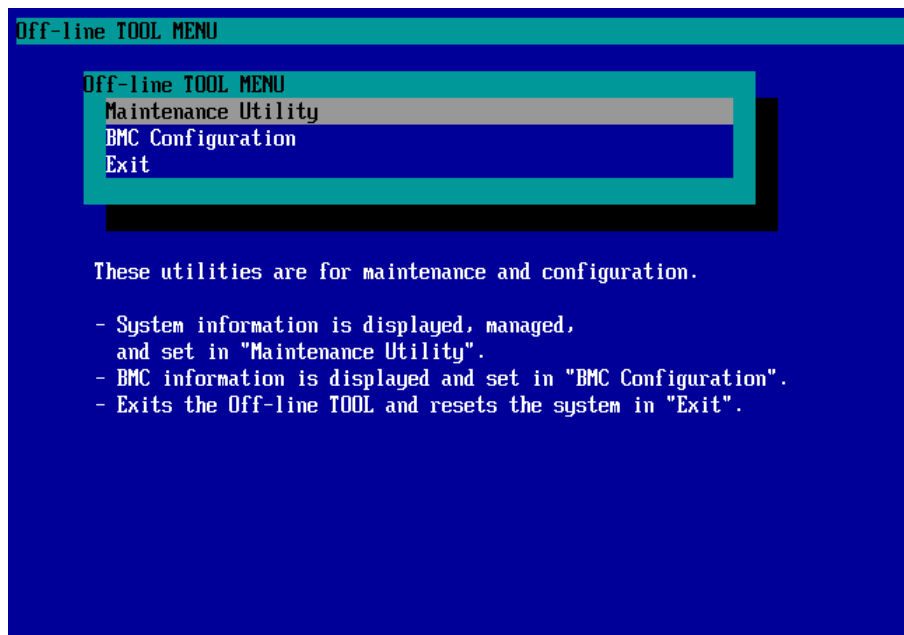 Off-line TOOL MENU
Off-line TOOL MENU
Maintenance Utility
BMC Configuration
Exit
These utilities are for maintenance and configuration.
- System information is displayed, managed,
and set in "Maintenance Utility".
- BMC information is displayed and set in "BMC Configuration".
- Exits the Off-line TOOL and resets the system in "Exit".